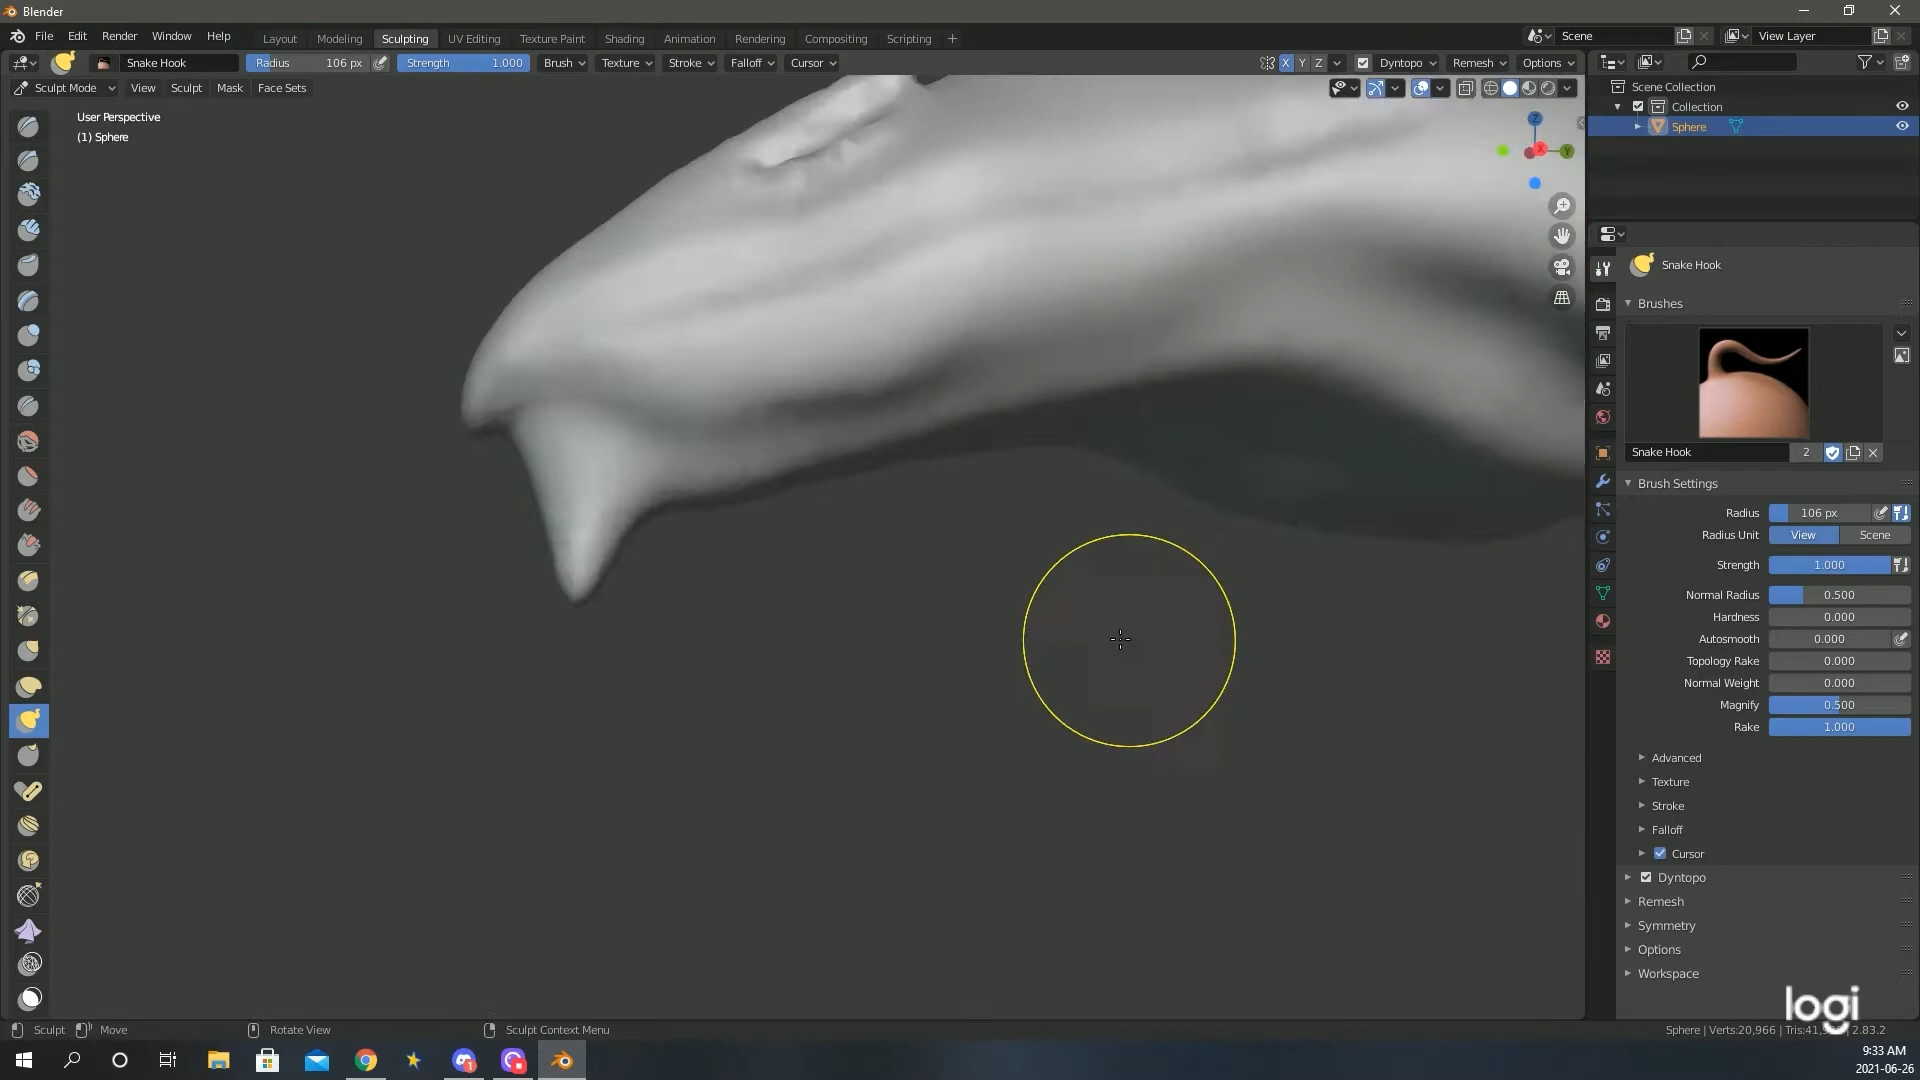 Blender
File Edit Render Window Help Layout Modeling Sculpting UV Editing Texture Paint Shading Animation Rendering Compositing Scripting Scene View Layer
Snake Hook Radius 106 px Strength 1.000 Brush Texture Stroke Falloff Cursor X Y Z Dyntopo Remesh Options
Sculpt Mode View Sculpt Mask Face Sets
User Perspective
(1) Sphere
Z
X
Y
Scene Collection
Collection
Sphere
Snake Hook
Brushes
Snake Hook 2
Brush Settings
Radius 106 px
Radius Unit View Scene
Strength 1.000
Normal Radius 0.500
Hardness 0.000
Autosmooth 0.000
Topology Rake 0.000
Normal Weight 0.000
Magnify 0.500
Rake 1.000
Advanced
Texture
Stroke
Falloff
Cursor
Dyntopo
Remesh
Symmetry
Options
Workspace
logi
Sculpt Move Rotate View Sculpt Context Menu Sphere | Verts:20,966 | Tris:41, | 2.83.2
1
9:33 AM
2021-06-26